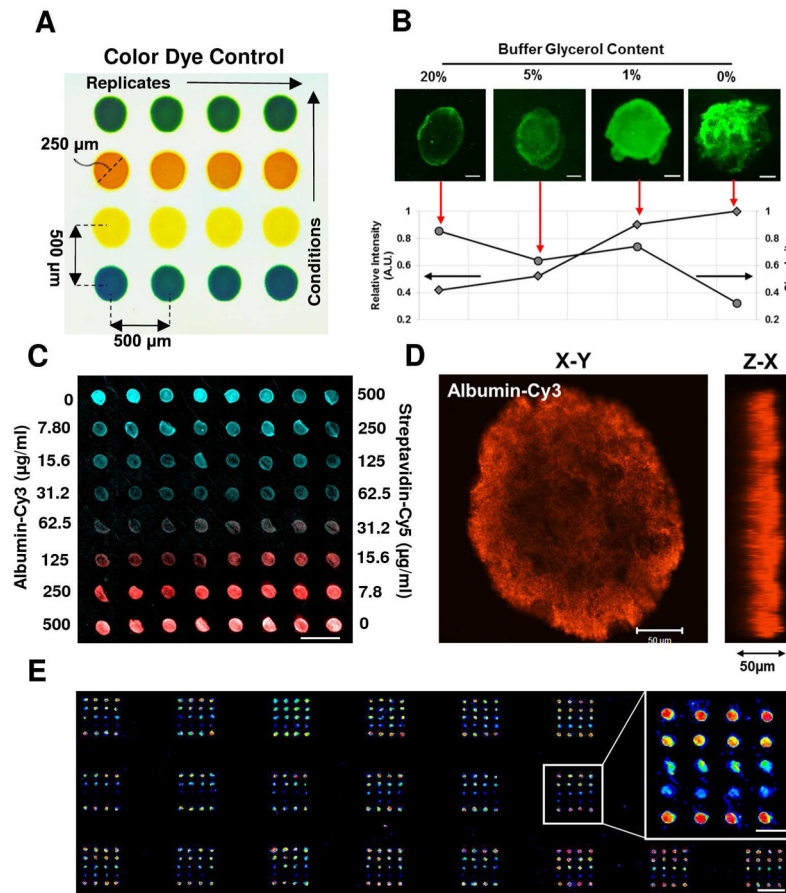 A
Color Dye Control
Replicates
250 µm
500 µm
500 µm
Conditions
B
Buffer Glycerol Content
20% 5% 1% 0%
Relative Intensity
(A.U.)
1
0.8
0.6
0.4
0.2
1
0.8
0.6
0.4
0.2
C
Albumin-Cy3 (µg/ml)
0
7.80
15.6
31.2
62.5
125
250
500
500
250
125
62.5
31.2
15.6
7.8
0
Streptavidin-Cy5 (µg/ml)
D
X-Y
Z-X
Albumin-Cy3
50 µm
50µm
E